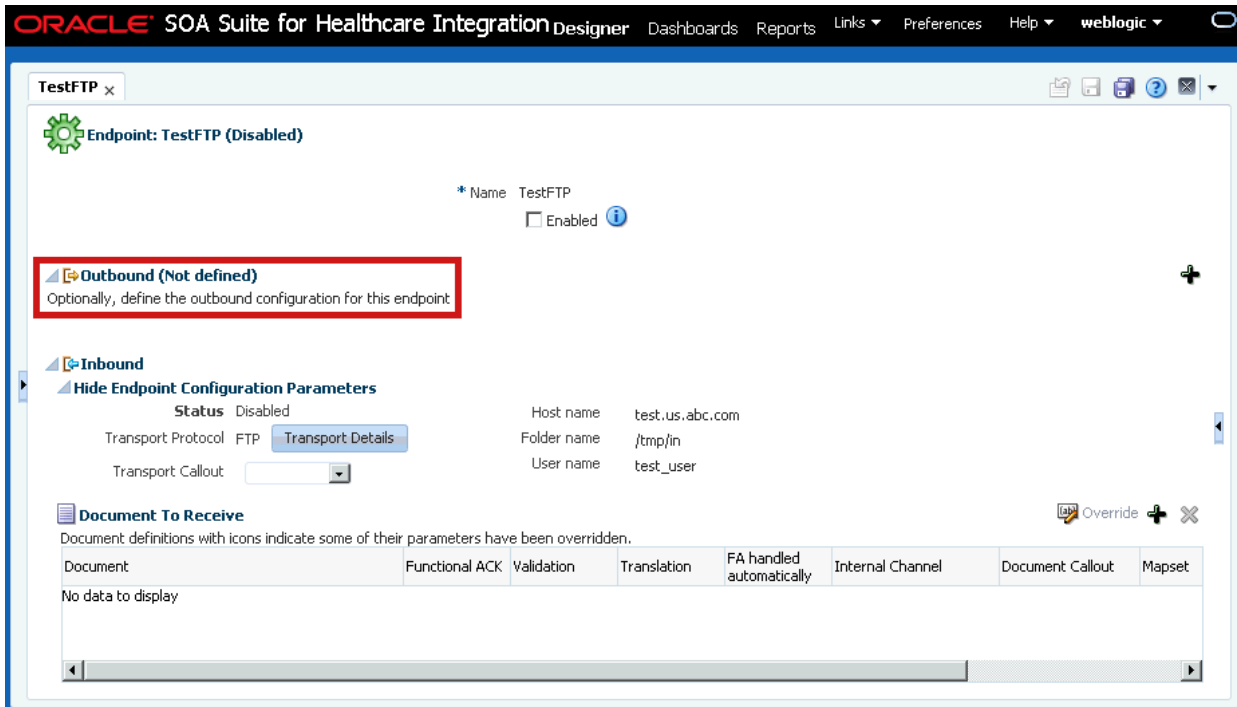 ORACLE SOA Suite for Healthcare Integration Designer Dashboards Reports Links Preferences Help weblogic
TestFTP
Endpoint: TestFTP (Disabled)
* Name TestFTP
Enabled
Outbound (Not defined)
Optionally, define the outbound configuration for this endpoint
Inbound
Hide Endpoint Configuration Parameters
Status Disabled Host name test.us.abc.com
Transport Protocol FTP Transport Details Folder name /tmp/in
Transport Callout User name test_user
Document To Receive Override
Document definitions with icons indicate some of their parameters have been overridden.
Document Functional ACK Validation Translation FA handled automatically Internal Channel Document Callout Mapset
No data to display